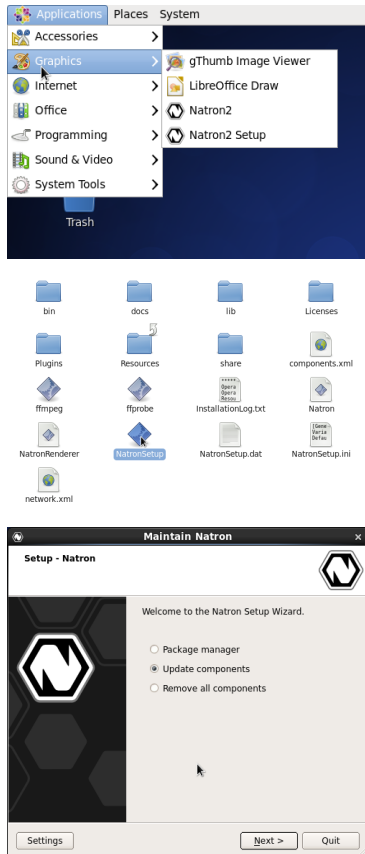 Applications Places System
Accessories
Graphics
Internet
Office
Programming
Sound & Video
System Tools
gThumb Image Viewer
LibreOffice Draw
Natron2
Natron2 Setup
Trash
bin docs lib Licenses
Plugins Resources share components.xml
ffmpeg ffprobe InstallationLog.txt Natron
NatronRenderer NatronSetup NatronSetup.dat NatronSetup.ini
network.xml
Maintain Natron
Setup - Natron
Welcome to the Natron Setup Wizard.
Package manager
Update components
Remove all components
Settings Next > Quit